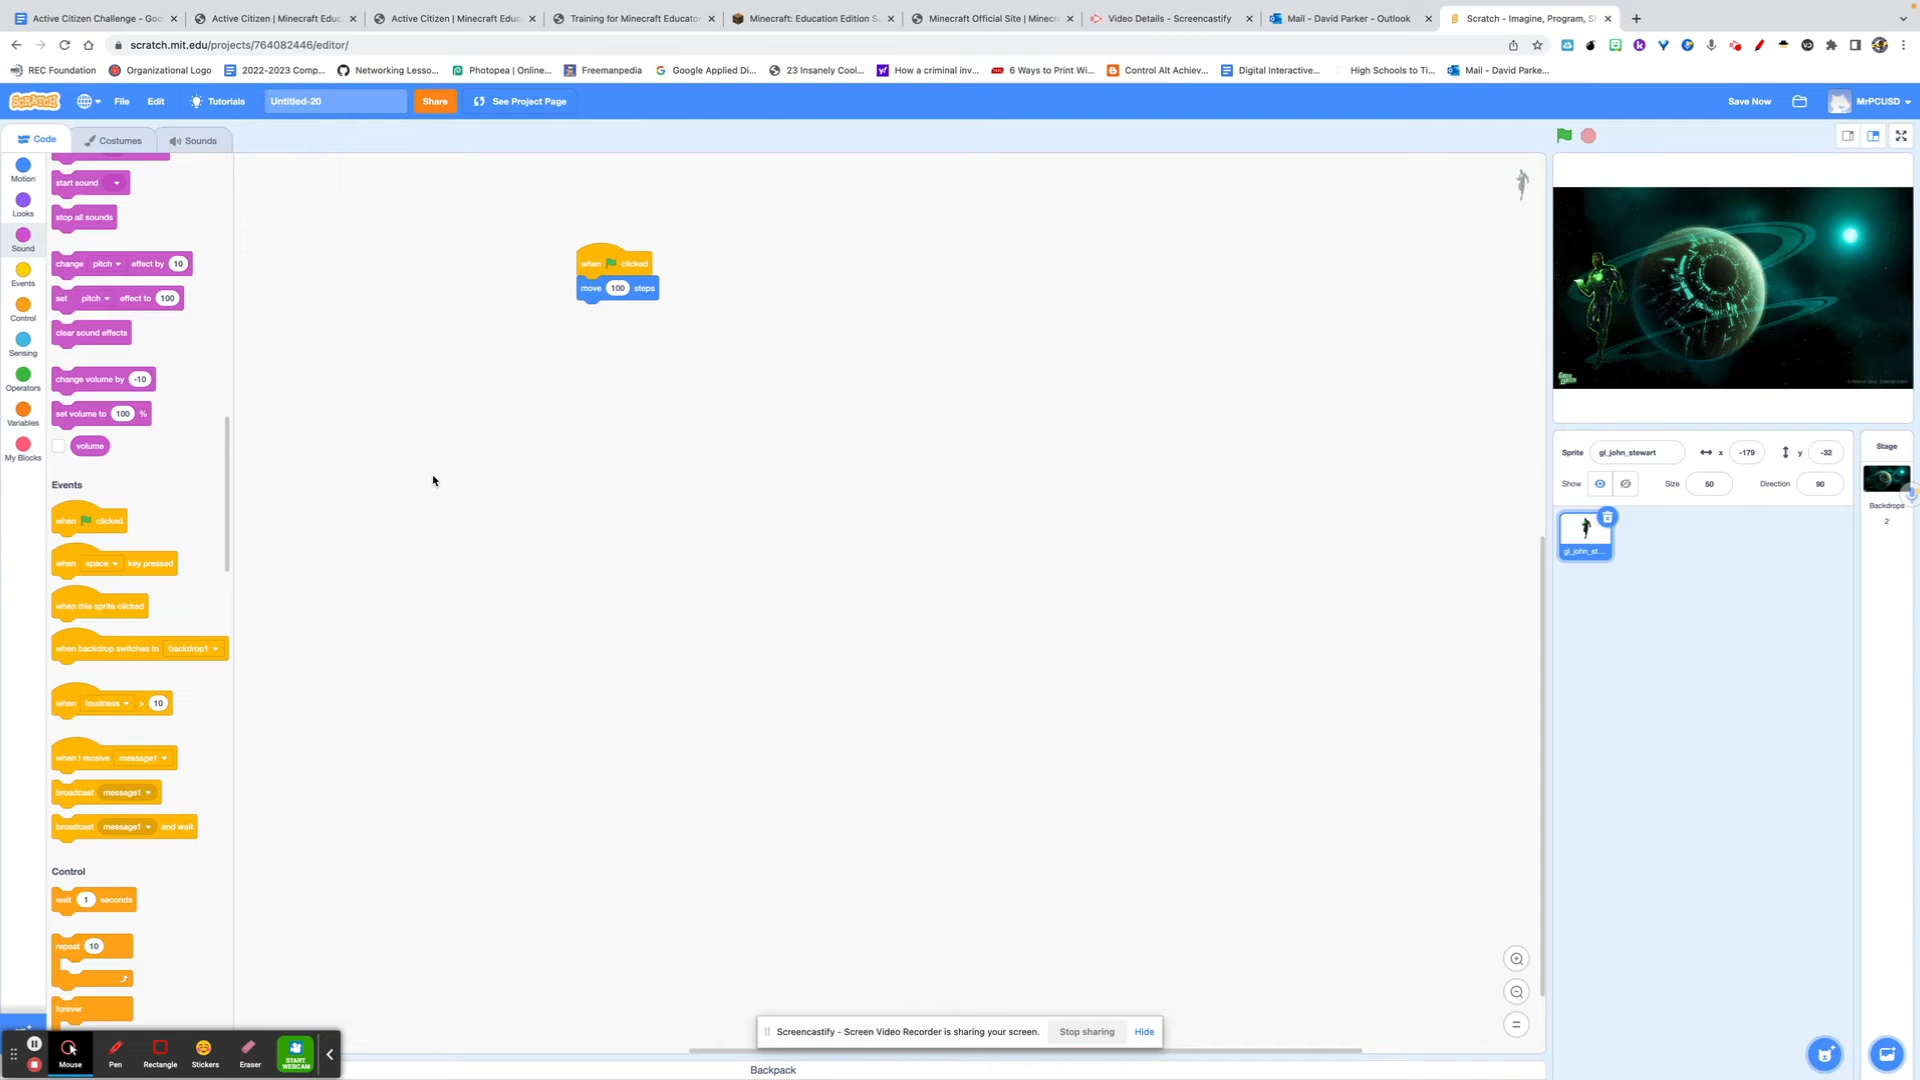 Active Citizen Challenge - Goo
Active Citizen | Minecraft Educ
Active Citizen | Minecraft Educ
Training for Minecraft Educator
Minecraft: Education Edition S
Minecraft Official Site | Minec
Video Details - Screencastify
Mail - David Parker - Outlook
Scratch - Imagine, Program, S
scratch.mit.edu/projects/764082446/editor/
REC Foundation
Organizational Logo
2022-2023 Comp...
Networking Lesso...
Photopea | Online...
Freemanpedia
Google Applied Di...
23 Insanely Cool...
How a criminal inv...
6 Ways to Print Wi...
Control Alt Achiev...
Digital Interactive...
High Schools to Ti...
Mail - David Parke...
SCRATCH
File
Edit
Tutorials
Untitled-20
Share
See Project Page
Save Now
MrPCUSD
Code
Costumes
Sounds
Motion
Looks
Sound
Events
Control
Sensing
Operators
Variables
My Blocks
start sound
stop all sounds
change pitch effect by 10
set pitch effect to 100
clear sound effects
change volume by -10
set volume to 100 %
volume
Events
when clicked
when space key pressed
when this sprite clicked
when backdrop switches to backdrop1
when loudness > 10
when I receive message1
broadcast message1
broadcast message1 and wait
Control
wait 1 seconds
repeat 10
forever
when clicked
move 100 steps
Sprite
gl_john_stewart
x
-179
y
-32
Show
Size
50
Direction
90
gl_john_st...
Stage
Backdrops
2
Mouse
Pen
Rectangle
Stickers
Eraser
START
WEBCAM
Screencastify - Screen Video Recorder is sharing your screen.
Stop sharing
Hide
Backpack